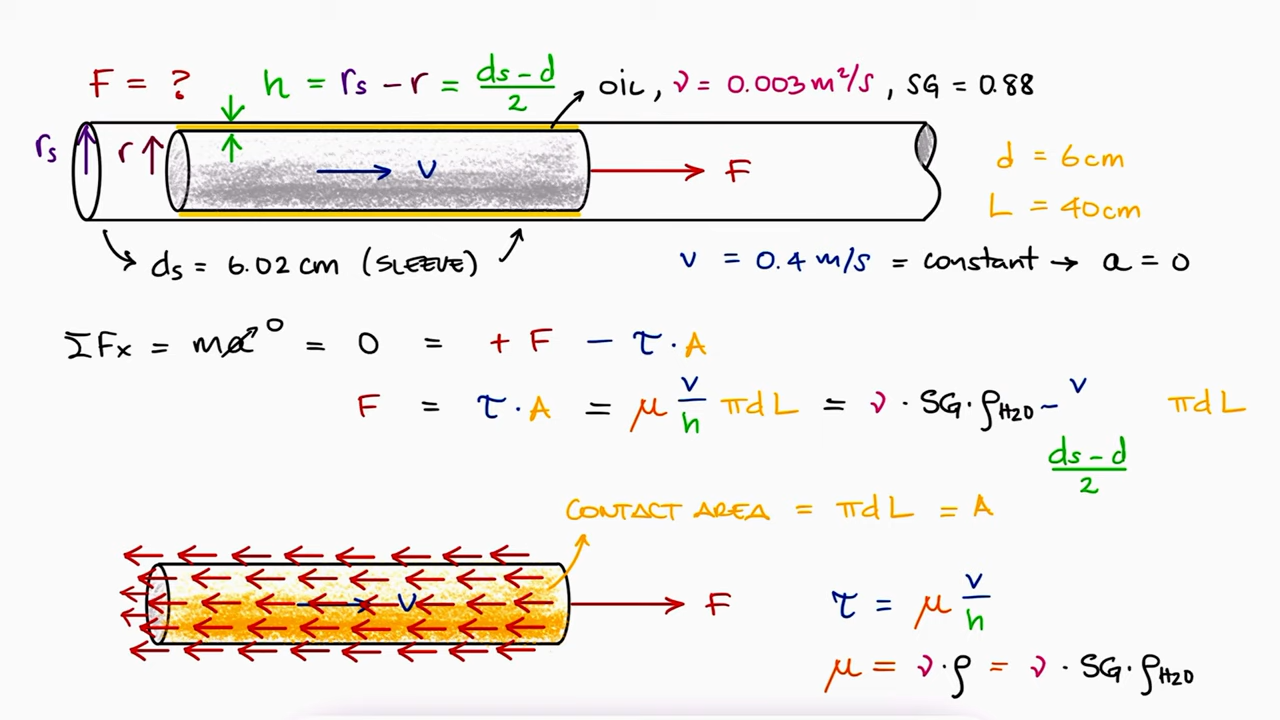 F = ? h = rs - r = (ds - d)/2 oil, ν = 0.003 m²/s, SG = 0.88
rs r V F d = 6cm
L = 40cm
ds = 6.02 cm (SLEEVE) v = 0.4 m/s = constant → a = 0
ΣFx = ma⁰ = 0 = + F - τ · A
F = τ · A = μ v/h πdL = ν · SG · ρH2O - v/((ds - d)/2) πdL
CONTACT AREA = πdL = A
V F τ = μ v/h
μ = ν · ρ = ν · SG · ρH2O